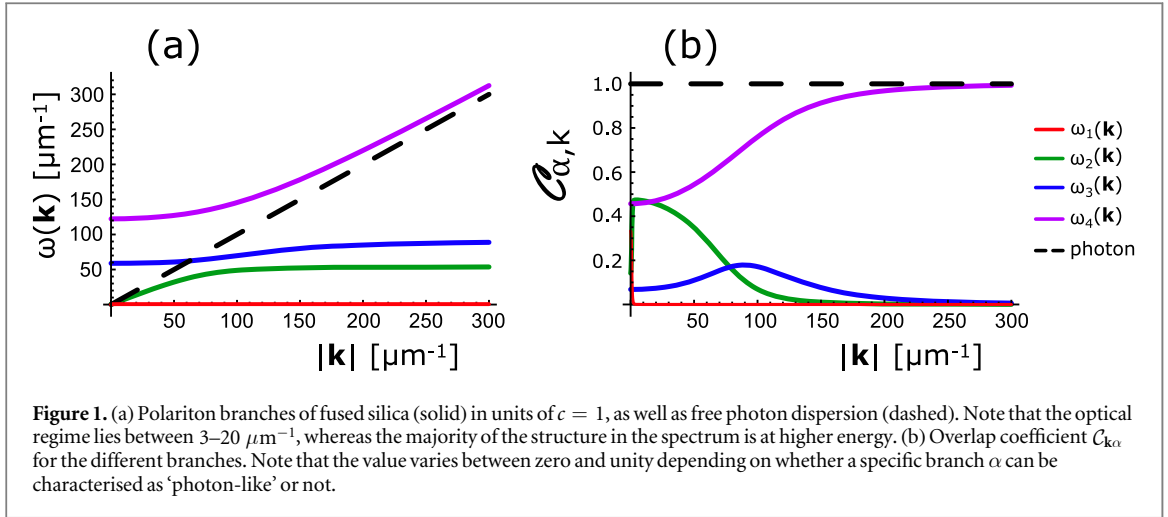 (a)
ω(k) [μm⁻¹]
300
250
200
150
100
50
50 100 150 200 250 300
|k| [μm⁻¹]
(b)
𝒞α,k
1.0
0.8
0.6
0.4
0.2
50 100 150 200 250 300
|k| [μm⁻¹]
ω₁(k)
ω₂(k)
ω₃(k)
ω₄(k)
photon
Figure 1. (a) Polariton branches of fused silica (solid) in units of c = 1, as well as free photon dispersion (dashed). Note that the optical
regime lies between 3–20 μm⁻¹, whereas the majority of the structure in the spectrum is at higher energy. (b) Overlap coefficient 𝒞kα
for the different branches. Note that the value varies between zero and unity depending on whether a specific branch α can be
characterised as ‘photon-like’ or not.